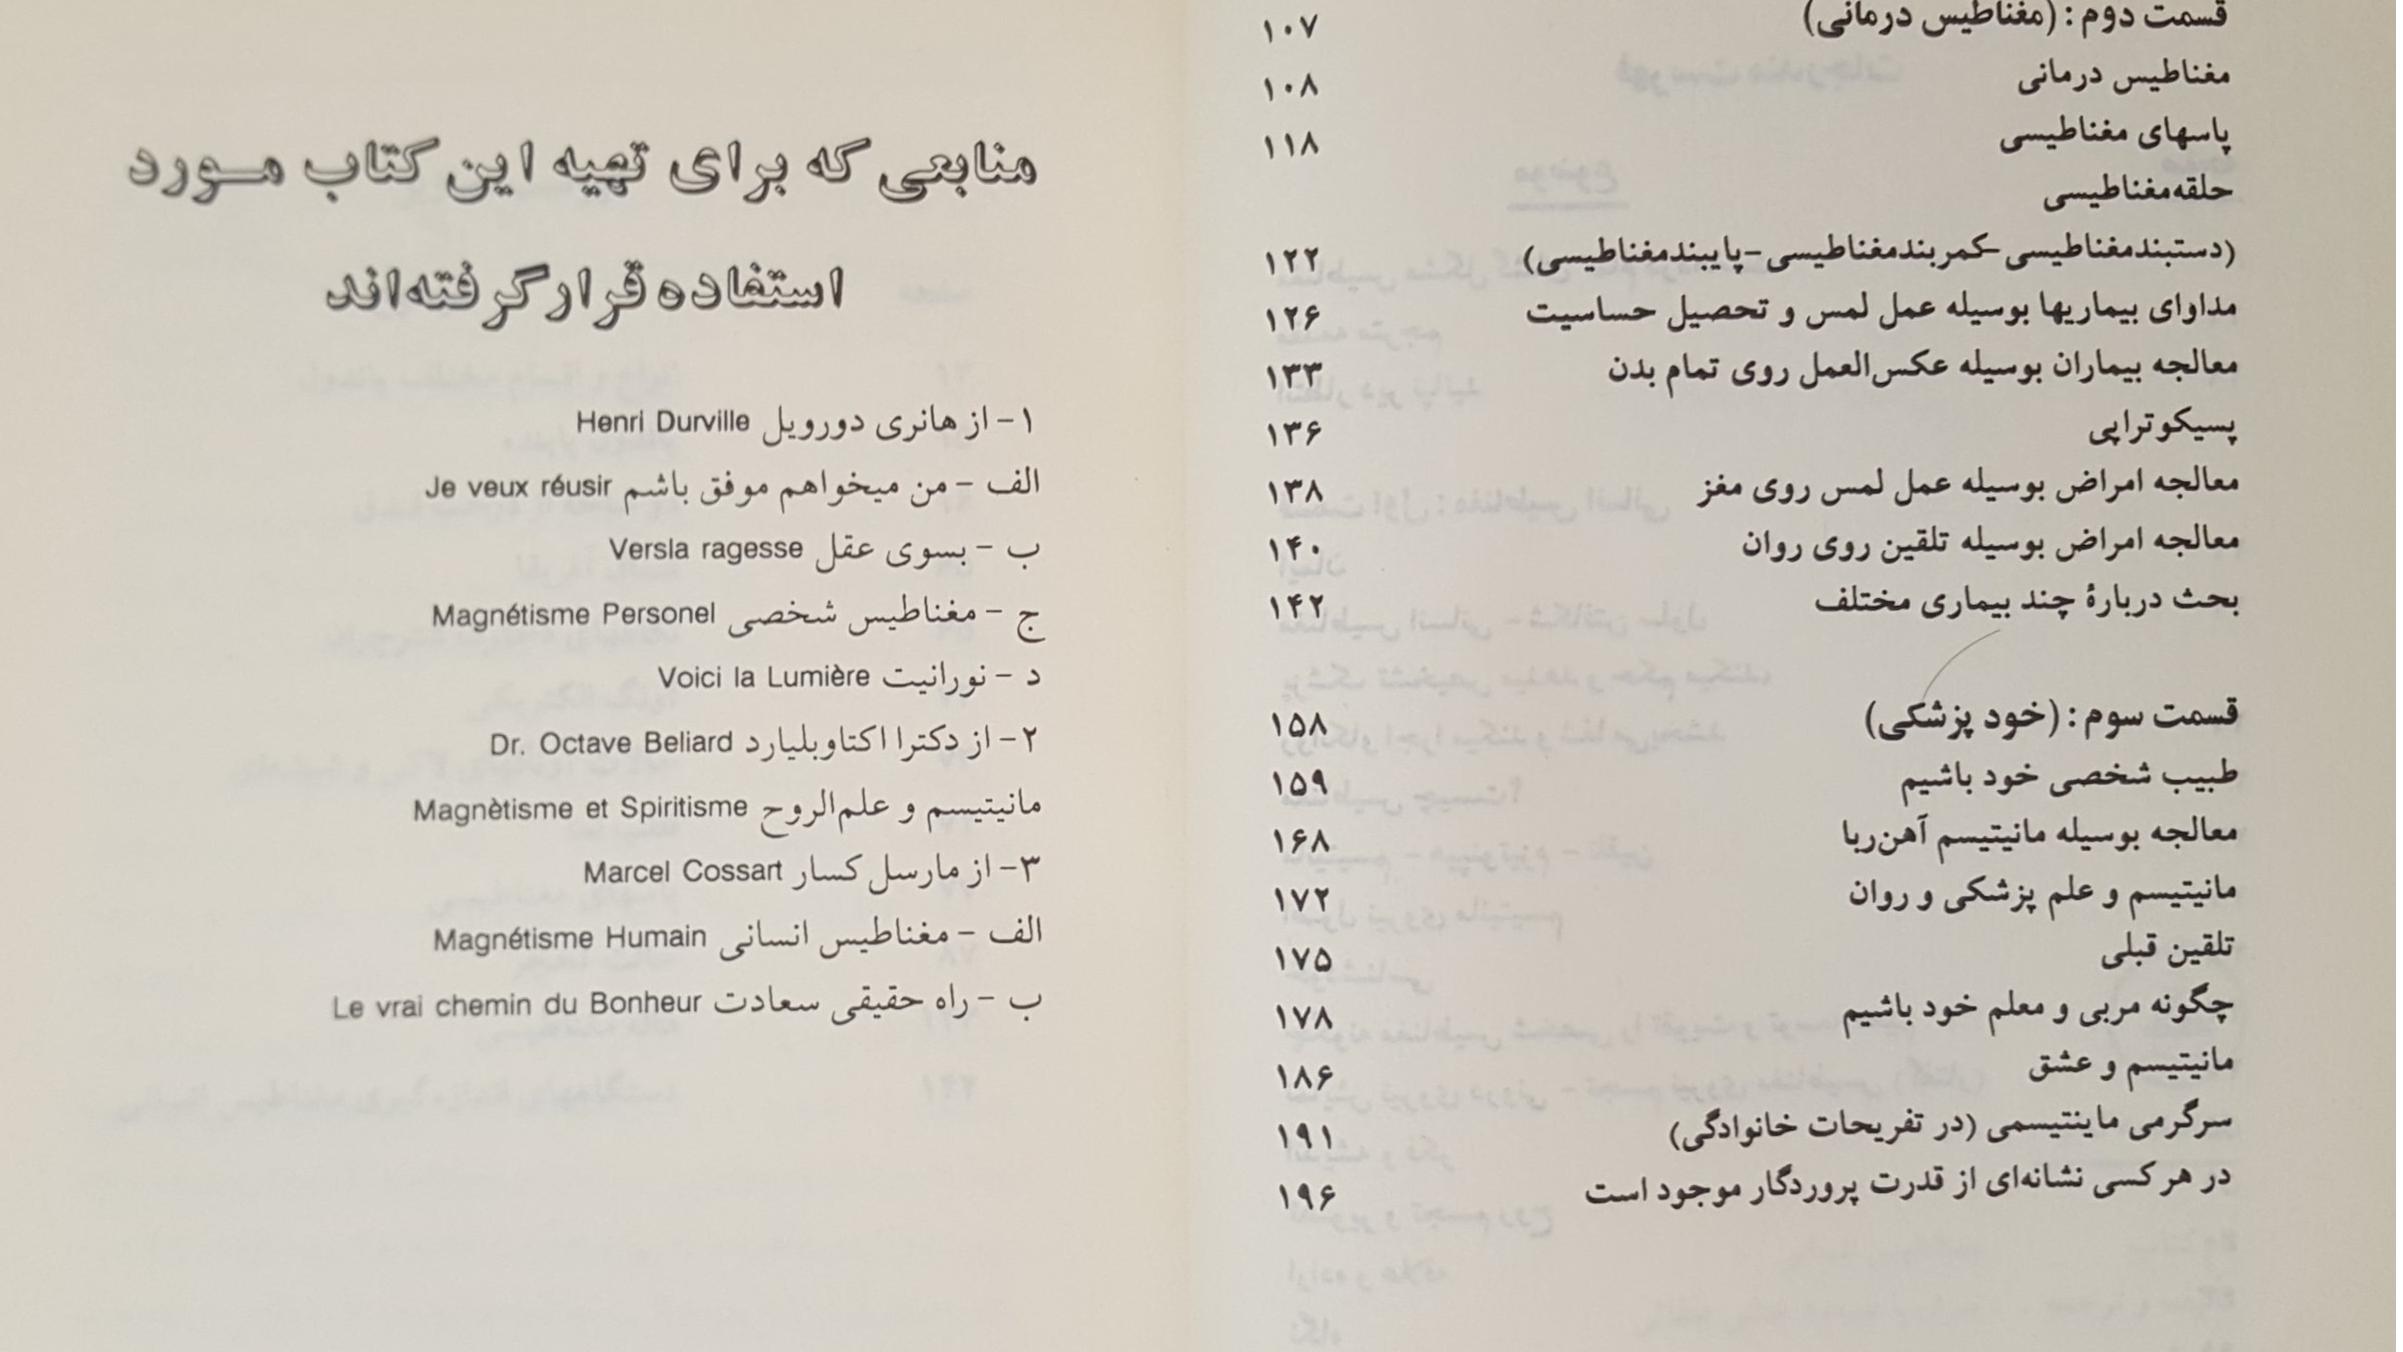 قسمت دوم : (مغناطیس درمانی) ۱۰۷
مغناطیس درمانی ۱۰۸
پاسهای مغناطیسی ۱۱۸
حلقه‌مغناطیسی
(دستبندمغناطیسی-کمربندمغناطیسی-پایبندمغناطیسی) ۱۲۲
مداوای بیماریها بوسیله عمل لمس و تحصیل حساسیت ۱۲۶
معالجه بیماران بوسیله عکس‌العمل روی تمام بدن ۱۳۳
پسیکوتراپی ۱۳۶
معالجه امراض بوسیله عمل لمس روی مغز ۱۳۸
معالجه امراض بوسیله تلقین روی روان ۱۴۰
بحث دربارهٔ چند بیماری مختلف ۱۴۲
قسمت سوم : (خود پزشکی) ۱۵۸
طبیب شخصی خود باشیم ۱۵۹
معالجه بوسیله مانیتیسم آهن‌ربا ۱۶۸
مانیتیسم و علم پزشکی و روان ۱۷۲
تلقین قبلی ۱۷۵
چگونه مربی و معلم خود باشیم ۱۷۸
مانیتیسم و عشق ۱۸۶
سرگرمی ماینتیسمی (در تفریحات خانوادگی) ۱۹۱
در هر کسی نشانه‌ای از قدرت پروردگار موجود است ۱۹۶
منابعی که برای تهیه این کتاب مـورد
استفاده قرار گرفته‌اند
۱- از هانری دورویل Henri Durville
الف - من میخواهم موفق باشم Je veux réusir
ب - بسوی عقل Versla ragesse
ج - مغناطیس شخصی Magnétisme Personel
د - نورانیت Voici la Lumière
۲- از دکترا اکتاوبلیارد Dr. Octave Beliard
مانیتیسم و علم‌الروح Magnètisme et Spiritisme
۳- از مارسل کسار Marcel Cossart
الف - مغناطیس انسانی Magnétisme Humain
ب - راه حقیقی سعادت Le vrai chemin du Bonheur